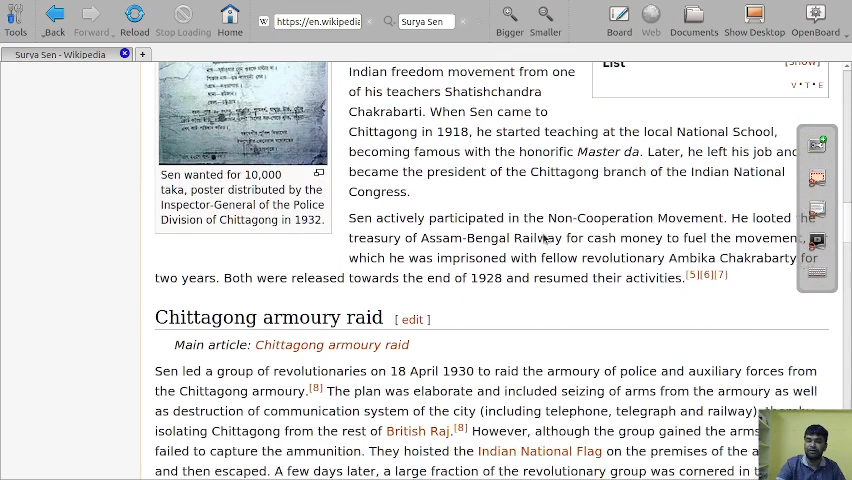 Tools
Back
Forward
Reload
Stop Loading
Home
https://en.wikipedi
Surya Sen
Bigger
Smaller
Board
Web
Documents
Show Desktop
OpenBoard
Surya Sen - Wikipedia
Indian freedom movement from one
of his teachers Shatishchandra
Chakrabarti. When Sen came to
Chittagong in 1918, he started teaching at the local National School,
becoming famous with the honorific Master da. Later, he left his job and
became the president of the Chittagong branch of the Indian National
Congress.
List
[Show]
V • T • E
Sen wanted for 10,000
taka, poster distributed by the
Inspector-General of the Police
Division of Chittagong in 1932.
Sen actively participated in the Non-Cooperation Movement. He looted the
treasury of Assam-Bengal Railway for cash money to fuel the movement,
which he was imprisoned with fellow revolutionary Ambika Chakrabarty for
two years. Both were released towards the end of 1928 and resumed their activities.[5][6][7]
Chittagong armoury raid [ edit ]
Main article: Chittagong armoury raid
Sen led a group of revolutionaries on 18 April 1930 to raid the armoury of police and auxiliary forces from
the Chittagong armoury.[8] The plan was elaborate and included seizing of arms from the armoury as well
as destruction of communication system of the city (including telephone, telegraph and railway), thereby
isolating Chittagong from the rest of British Raj.[8] However, although the group gained the arms
failed to capture the ammunition. They hoisted the Indian National Flag on the premises of the
and then escaped. A few days later, a large fraction of the revolutionary group was cornered in